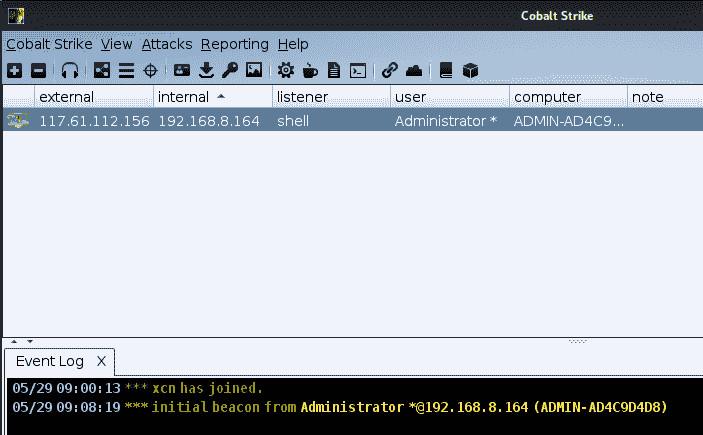 Cobalt Strike
Cobalt Strike View Attacks Reporting Help
external internal listener user computer note
117.61.112.156 192.168.8.164 shell Administrator * ADMIN-AD4C9...
Event Log X
05/29 09:00:13 *** xcn has joined.
05/29 09:08:19 *** initial beacon from Administrator *@192.168.8.164 (ADMIN-AD4C9D4D8)